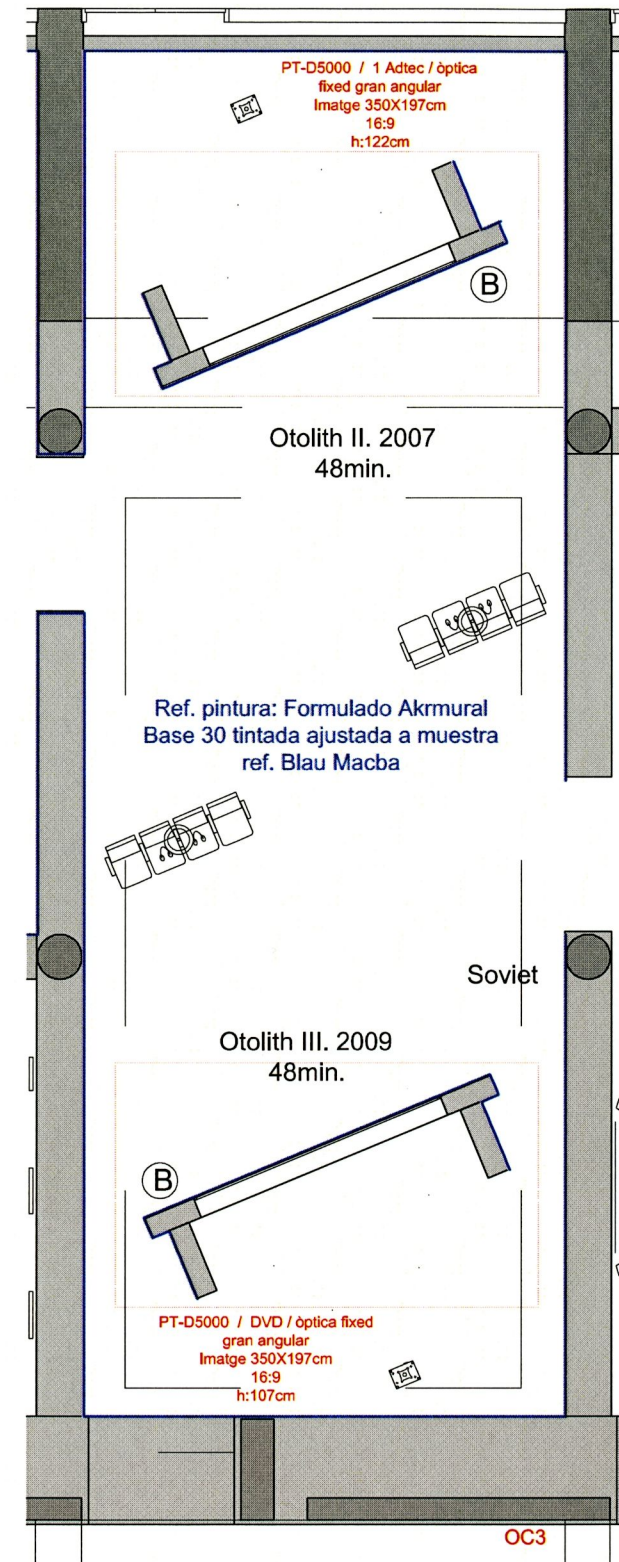 PT-D5000 / 1 Adtec / òptica
fixed gran angular
Imatge 350X197cm
16:9
h:122cm
B
Otolith II. 2007
48min.
Ref. pintura: Formulado Akrmural
Base 30 tintada ajustada a muestra
ref. Blau Macba
Soviet
Otolith III. 2009
48min.
B
PT-D5000 / DVD / òptica fixed
gran angular
Imatge 350X197cm
16:9
h:107cm
OC3